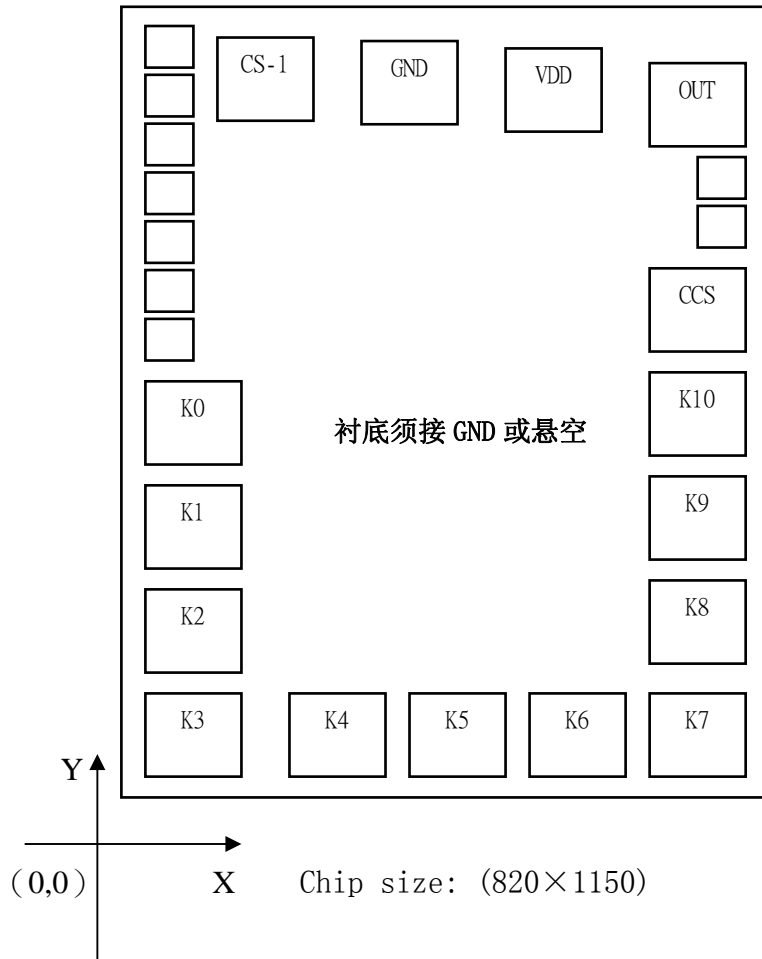 CS-1
GND
VDD
OUT
CCS
K0
K10
衬底须接 GND 或悬空
K1
K9
K2
K8
K3
K4
K5
K6
K7
Y
(0,0)
X
Chip size: (820×1150)